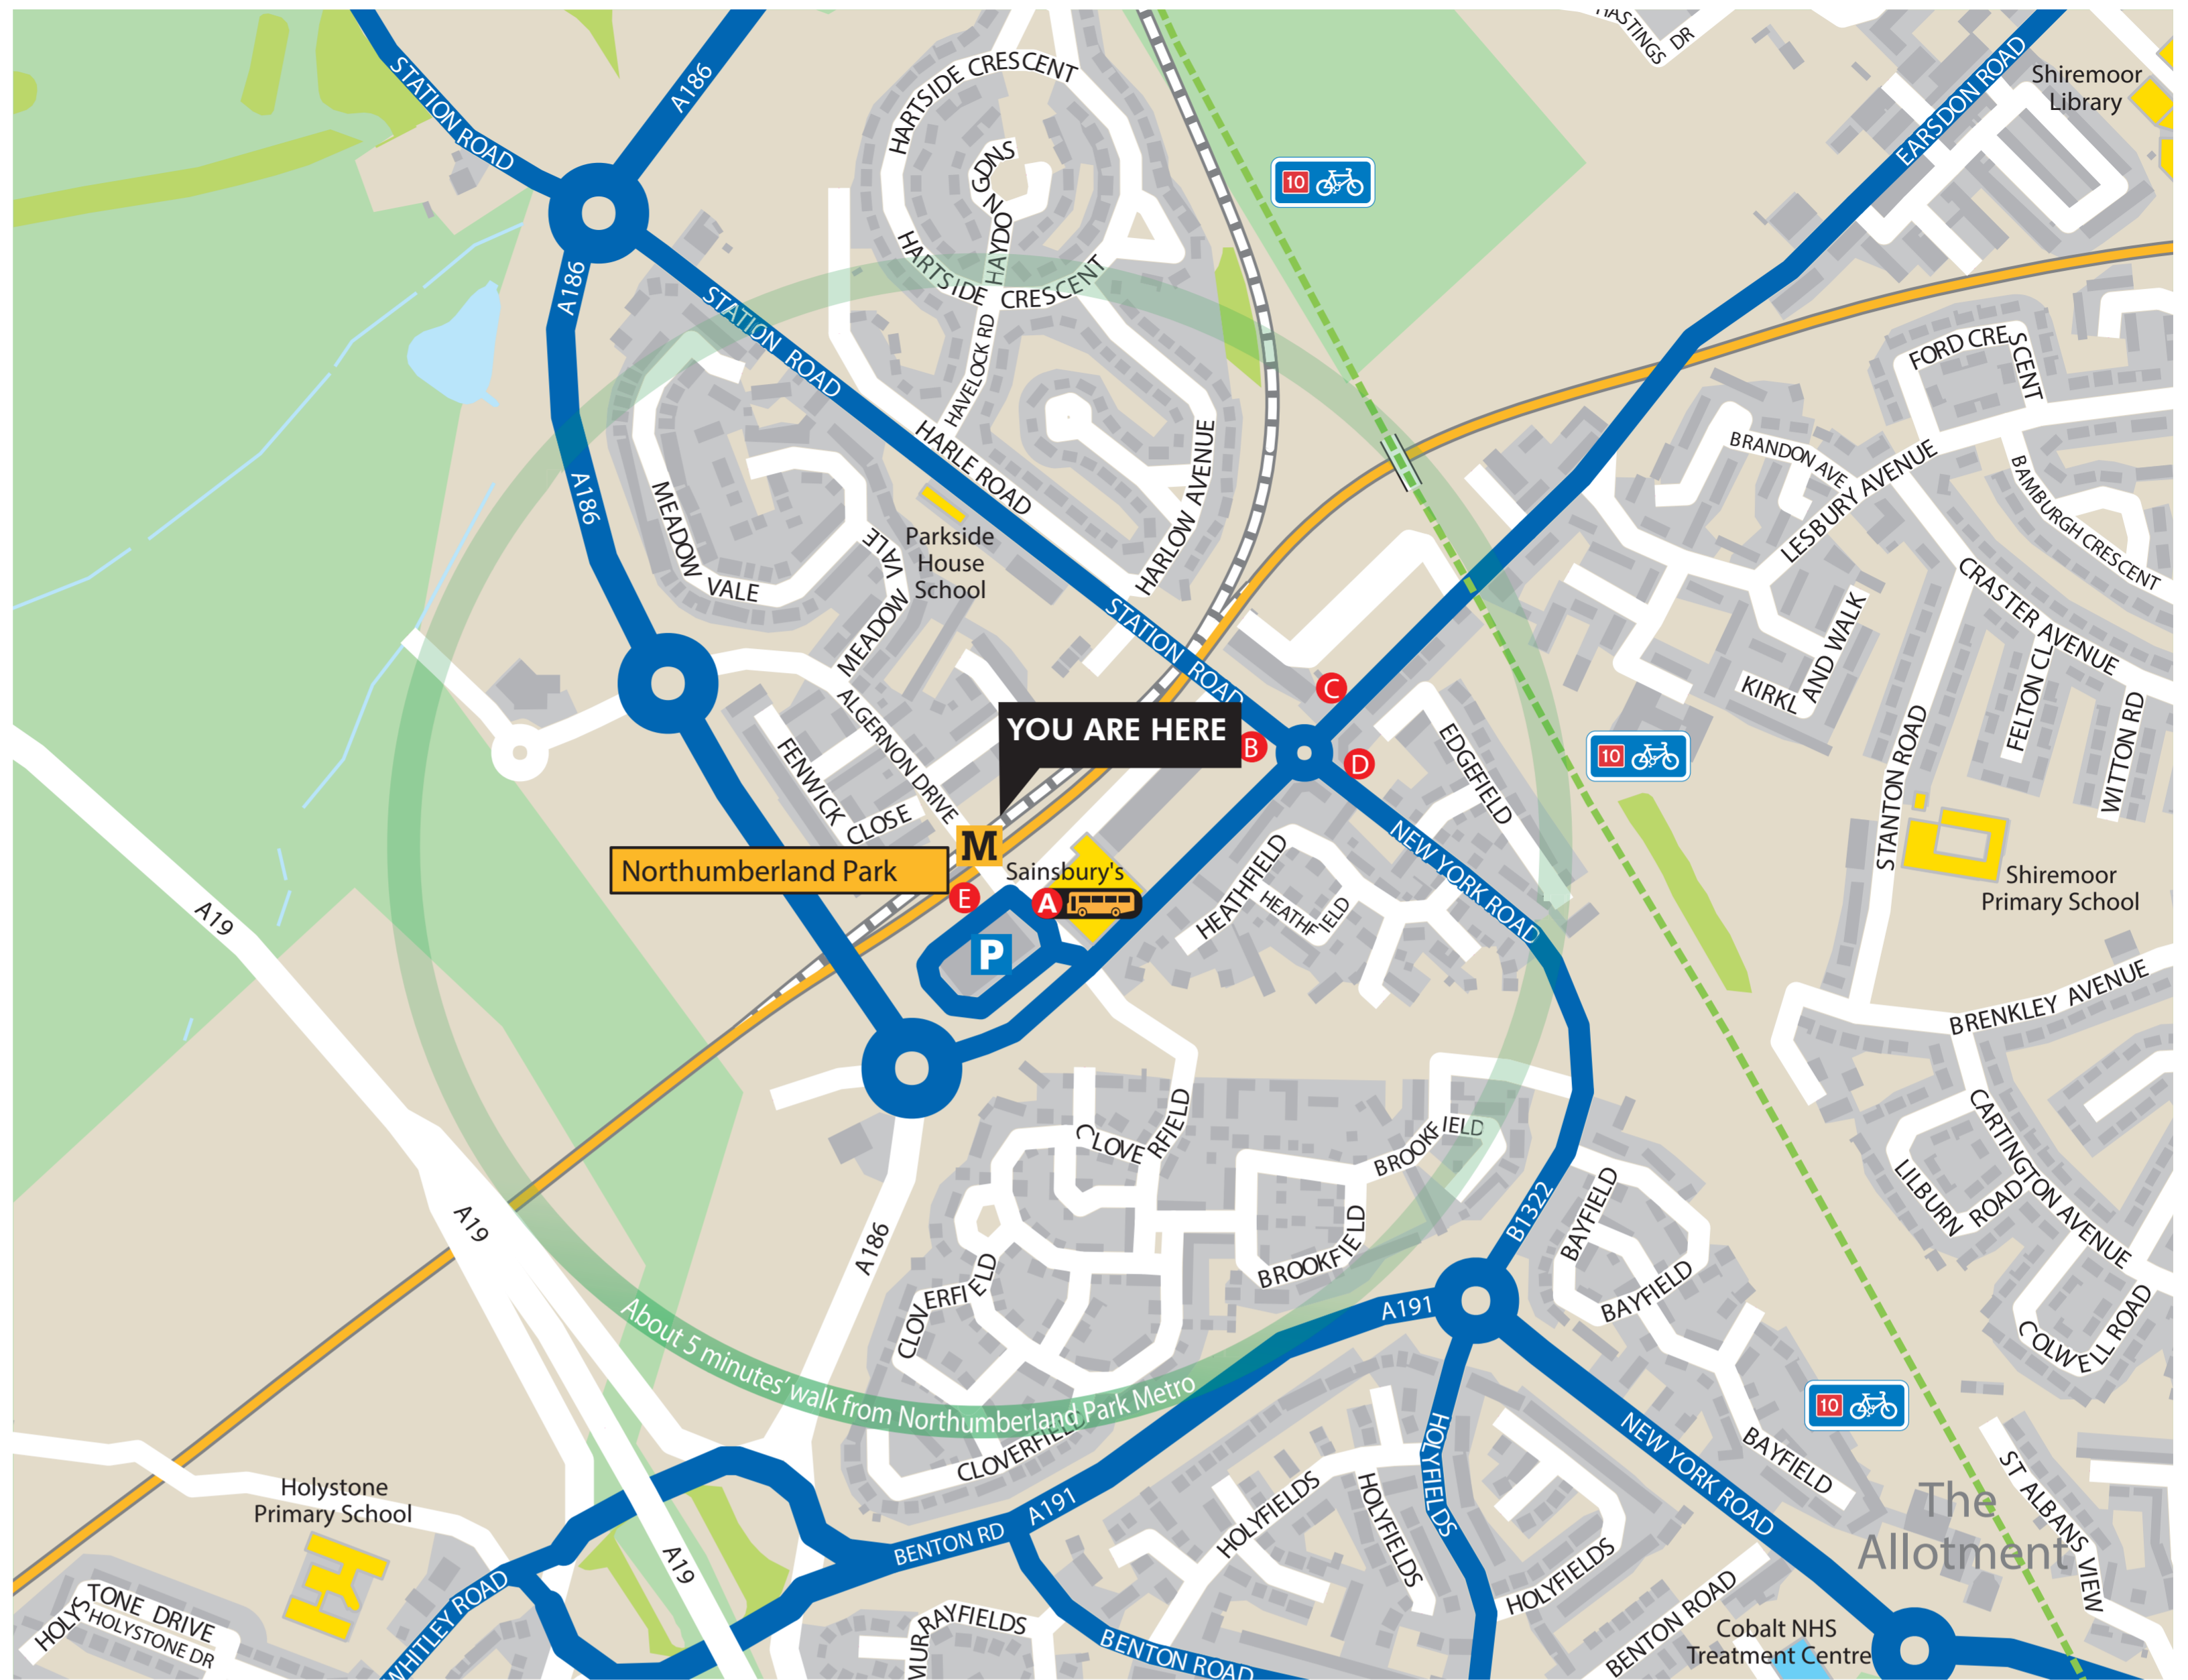 HASTINGS DR
STATION ROAD
A186
HARTSIDE CRESCENT
EARSDON ROAD
Shiremoor
Library
10
HAYDON GDNS
HARTSIDE CRESCENT
A186
STATION ROAD
HAVELOCK RD
FORD CRESCENT
HARLE ROAD
HARLOW AVENUE
BRANDON AVE
LESBURY AVENUE
BAMBURGH CRESCENT
A186
MEADOW VALE
MEADOW VALE
Parkside
House
School
STATION ROAD
CRASTER AVENUE
KIRKLAND WALK
FELTON CL
WITTON RD
STANTON ROAD
C
YOU ARE HERE
B
D
10
EDGEFIELD
ALGERNON DRIVE
FENWICK CLOSE
M
Northumberland Park
Sainsbury's
E
A
P
HEATHFIELD
HEATHFIELD
NEW YORK ROAD
Shiremoor
Primary School
A19
BRENKLEY AVENUE
CLOVERFIELD
BROOKFIELD
CARTINGTON AVENUE
LILBURN ROAD
B1322
BAYFIELD
A19
A186
BROOKFIELD
CLOVERFIELD
BAYFIELD
A191
COLWELL ROAD
About 5 minutes' walk from Northumberland Park Metro
CLOVERFIELD
10
HOLYFIELDS
NEW YORK ROAD
BAYFIELD
The
Allotment
ST ALBANS VIEW
Holystone
Primary School
HOLYFIELDS
HOLYFIELDS
A191
BENTON RD
A19
HOLYFIELDS
HOLYSTONE DRIVE
HOLYSTONE DR
WHITLEY ROAD
MURRAYFIELDS
BENTON ROAD
BENTON ROAD
Cobalt NHS
Treatment Centre